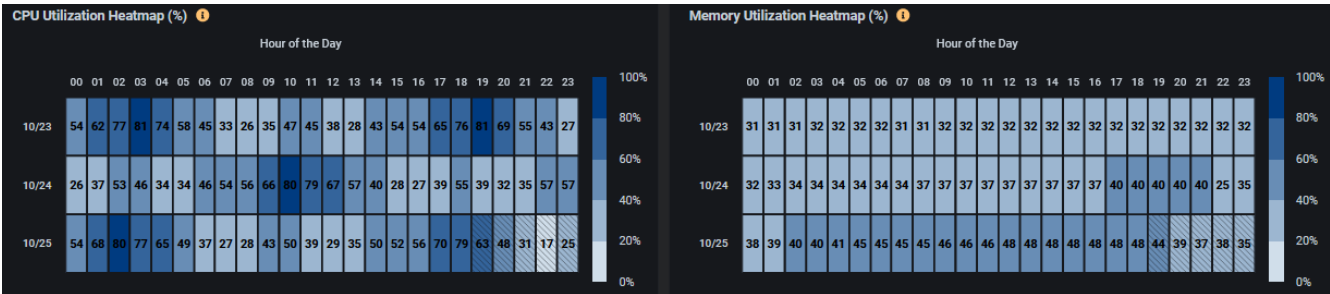 CPU Utilization Heatmap (%)
Hour of the Day
00 01 02 03 04 05 06 07 08 09 10 11 12 13 14 15 16 17 18 19 20 21 22 23
10/23 54 62 77 81 74 58 45 33 26 35 47 45 38 28 43 54 54 65 76 81 69 55 43 27
10/24 26 37 53 46 34 34 46 54 56 66 80 79 67 57 40 28 27 39 55 39 32 35 57 57
10/25 54 68 80 77 65 49 37 27 28 43 50 39 29 35 50 52 56 70 79 63 48 31 17 25
100%
80%
60%
40%
20%
0%
Memory Utilization Heatmap (%)
Hour of the Day
00 01 02 03 04 05 06 07 08 09 10 11 12 13 14 15 16 17 18 19 20 21 22 23
10/23 31 31 31 32 32 32 32 31 31 32 32 32 32 32 32 32 32 32 32 32 32 32 32 32
10/24 32 33 34 34 34 34 34 34 37 37 37 37 37 37 37 37 37 40 40 40 40 40 25 35
10/25 38 39 40 40 41 45 45 45 45 46 46 46 48 48 48 48 48 48 48 44 39 37 38 35
100%
80%
60%
40%
20%
0%